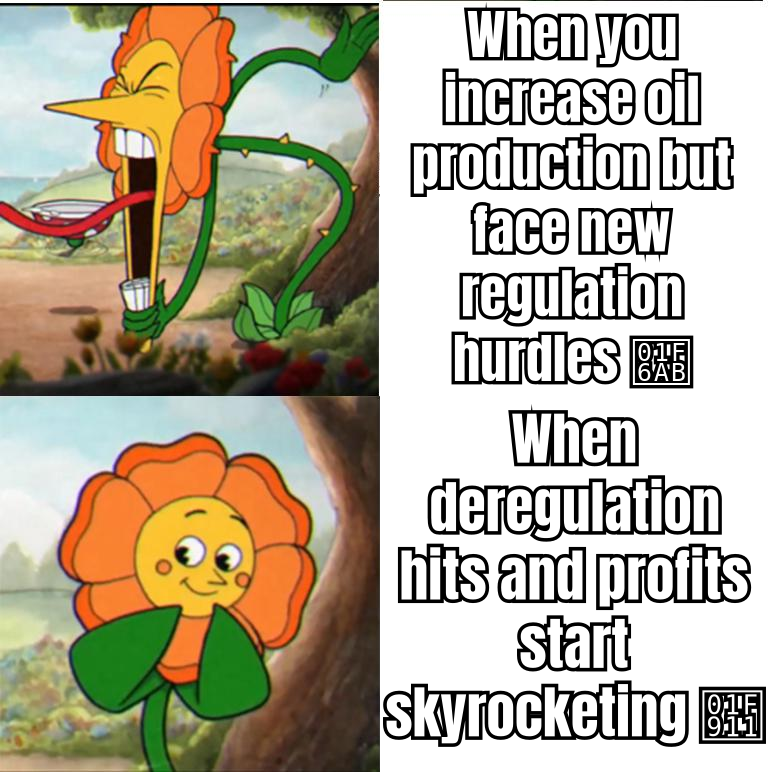 When you
increase oil
production but
face new
regulation
hurdles 🚫
When
deregulation
hits and profits
start
skyrocketing 🤑